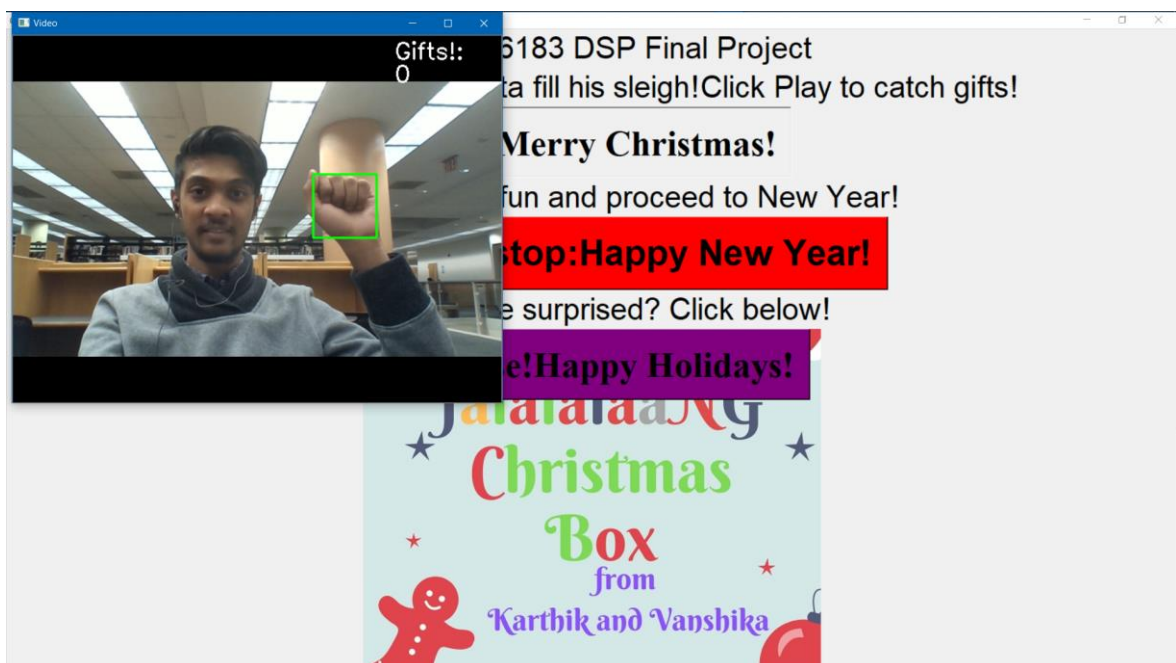 Video
Gifts!:
0
6183 DSP Final Project
ta fill his sleigh!Click Play to catch gifts!
Merry Christmas!
fun and proceed to New Year!
stop:Happy New Year!
e surprised? Click below!
e!Happy Holidays!
JalalalaaNG
Christmas
Box
from
Karthik and Vanshika